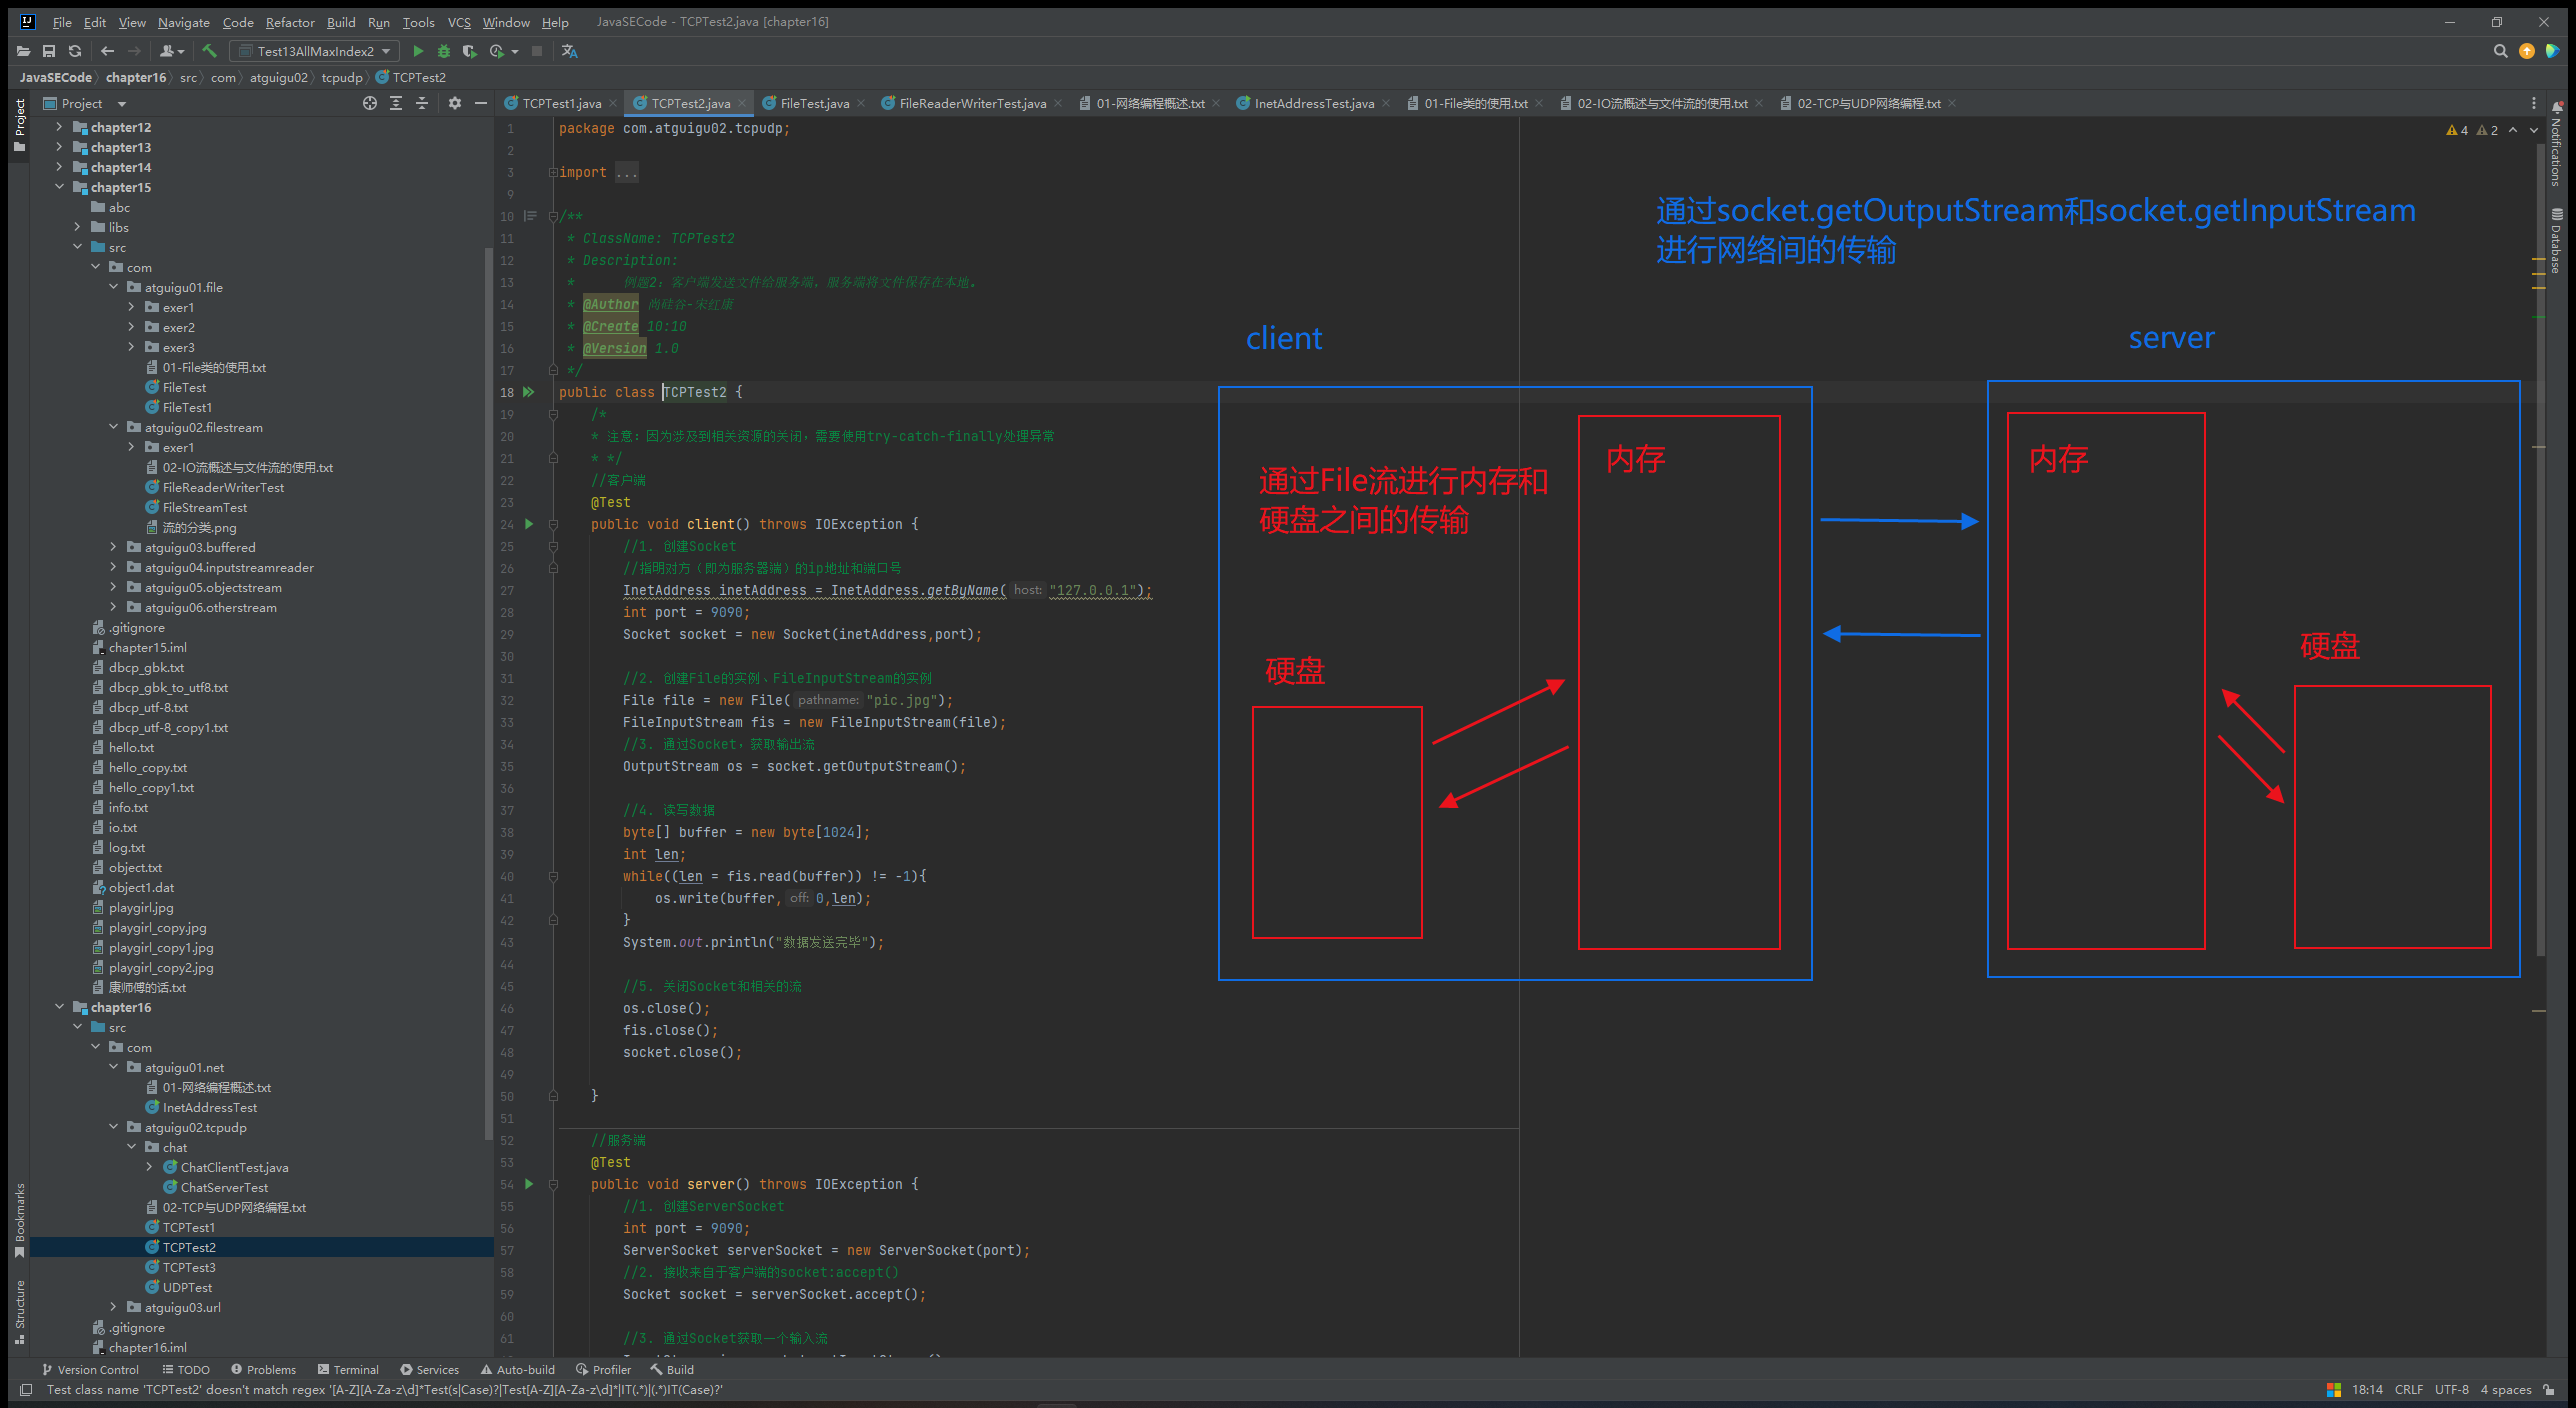 File Edit View Navigate Code Refactor Build Run Tools VCS Window Help JavaSECode - TCPTest2.java [chapter16]
Test13AllMaxIndex2
JavaSECode chapter16 src com atguigu02 tcpudp TCPTest2
Project
TCPTest1.java TCPTest2.java FileTest.java FileReaderWriterTest.java 01-网络编程概述.txt InetAddressTest.java 01-File类的使用.txt 02-IO流概述与文件流的使用.txt 02-TCP与UDP网络编程.txt
Project
Bookmarks
Structure
Notifications
Database
4 2
chapter12
chapter13
chapter14
chapter15
abc
libs
src
com
atguigu01.file
exer1
exer2
exer3
01-File类的使用.txt
FileTest
FileTest1
atguigu02.filestream
exer1
02-IO流概述与文件流的使用.txt
FileReaderWriterTest
FileStreamTest
流的分类.png
atguigu03.buffered
atguigu04.inputstreamreader
atguigu05.objectstream
atguigu06.otherstream
.gitignore
chapter15.iml
dbcp_gbk.txt
dbcp_gbk_to_utf8.txt
dbcp_utf-8.txt
dbcp_utf-8_copy1.txt
hello.txt
hello_copy.txt
hello_copy1.txt
info.txt
io.txt
log.txt
object.txt
object1.dat
playgirl.jpg
playgirl_copy.jpg
playgirl_copy1.jpg
playgirl_copy2.jpg
康师傅的话.txt
chapter16
src
com
atguigu01.net
01-网络编程概述.txt
InetAddressTest
atguigu02.tcpudp
chat
ChatClientTest.java
ChatServerTest
02-TCP与UDP网络编程.txt
TCPTest1
TCPTest2
TCPTest3
UDPTest
atguigu03.url
.gitignore
chapter16.iml
1 package com.atguigu02.tcpudp;
2
3 import ...
9
10 /**
11 * ClassName: TCPTest2
12 * Description:
13 * 例题2：客户端发送文件给服务端，服务端将文件保存在本地。
14 * @Author 尚硅谷-宋红康
15 * @Create 10:10
16 * @Version 1.0
17 */
18 public class TCPTest2 {
19 /*
20 * 注意：因为涉及到相关资源的关闭，需要使用try-catch-finally处理异常
21 * */
22 //客户端
23 @Test
24 public void client() throws IOException {
25 //1. 创建Socket
26 //指明对方（即为服务器端）的ip地址和端口号
27 InetAddress inetAddress = InetAddress.getByName( host: "127.0.0.1");
28 int port = 9090;
29 Socket socket = new Socket(inetAddress,port);
30
31 //2. 创建File的实例、FileInputStream的实例
32 File file = new File( pathname: "pic.jpg");
33 FileInputStream fis = new FileInputStream(file);
34 //3. 通过Socket，获取输出流
35 OutputStream os = socket.getOutputStream();
36
37 //4. 读写数据
38 byte[] buffer = new byte[1024];
39 int len;
40 while((len = fis.read(buffer)) != -1){
41 os.write(buffer, off: 0,len);
42 }
43 System.out.println("数据发送完毕");
44
45 //5. 关闭Socket和相关的流
46 os.close();
47 fis.close();
48 socket.close();
49
50 }
51
52 //服务端
53 @Test
54 public void server() throws IOException {
55 //1. 创建ServerSocket
56 int port = 9090;
57 ServerSocket serverSocket = new ServerSocket(port);
58 //2. 接收来自于客户端的socket:accept()
59 Socket socket = serverSocket.accept();
60
61 //3. 通过Socket获取一个输入流
通过socket.getOutputStream和socket.getInputStream
进行网络间的传输
client
server
通过File流进行内存和
硬盘之间的传输
内存
内存
硬盘
硬盘
Version Control TODO Problems Terminal Services Auto-build Profiler Build
Test class name 'TCPTest2' doesn't match regex '[A-Z][A-Za-z\d]*Test(s|Case)?|Test[A-Z][A-Za-z\d]*|IT(.*)|(.*)IT(Case)?'
18:14 CRLF UTF-8 4 spaces